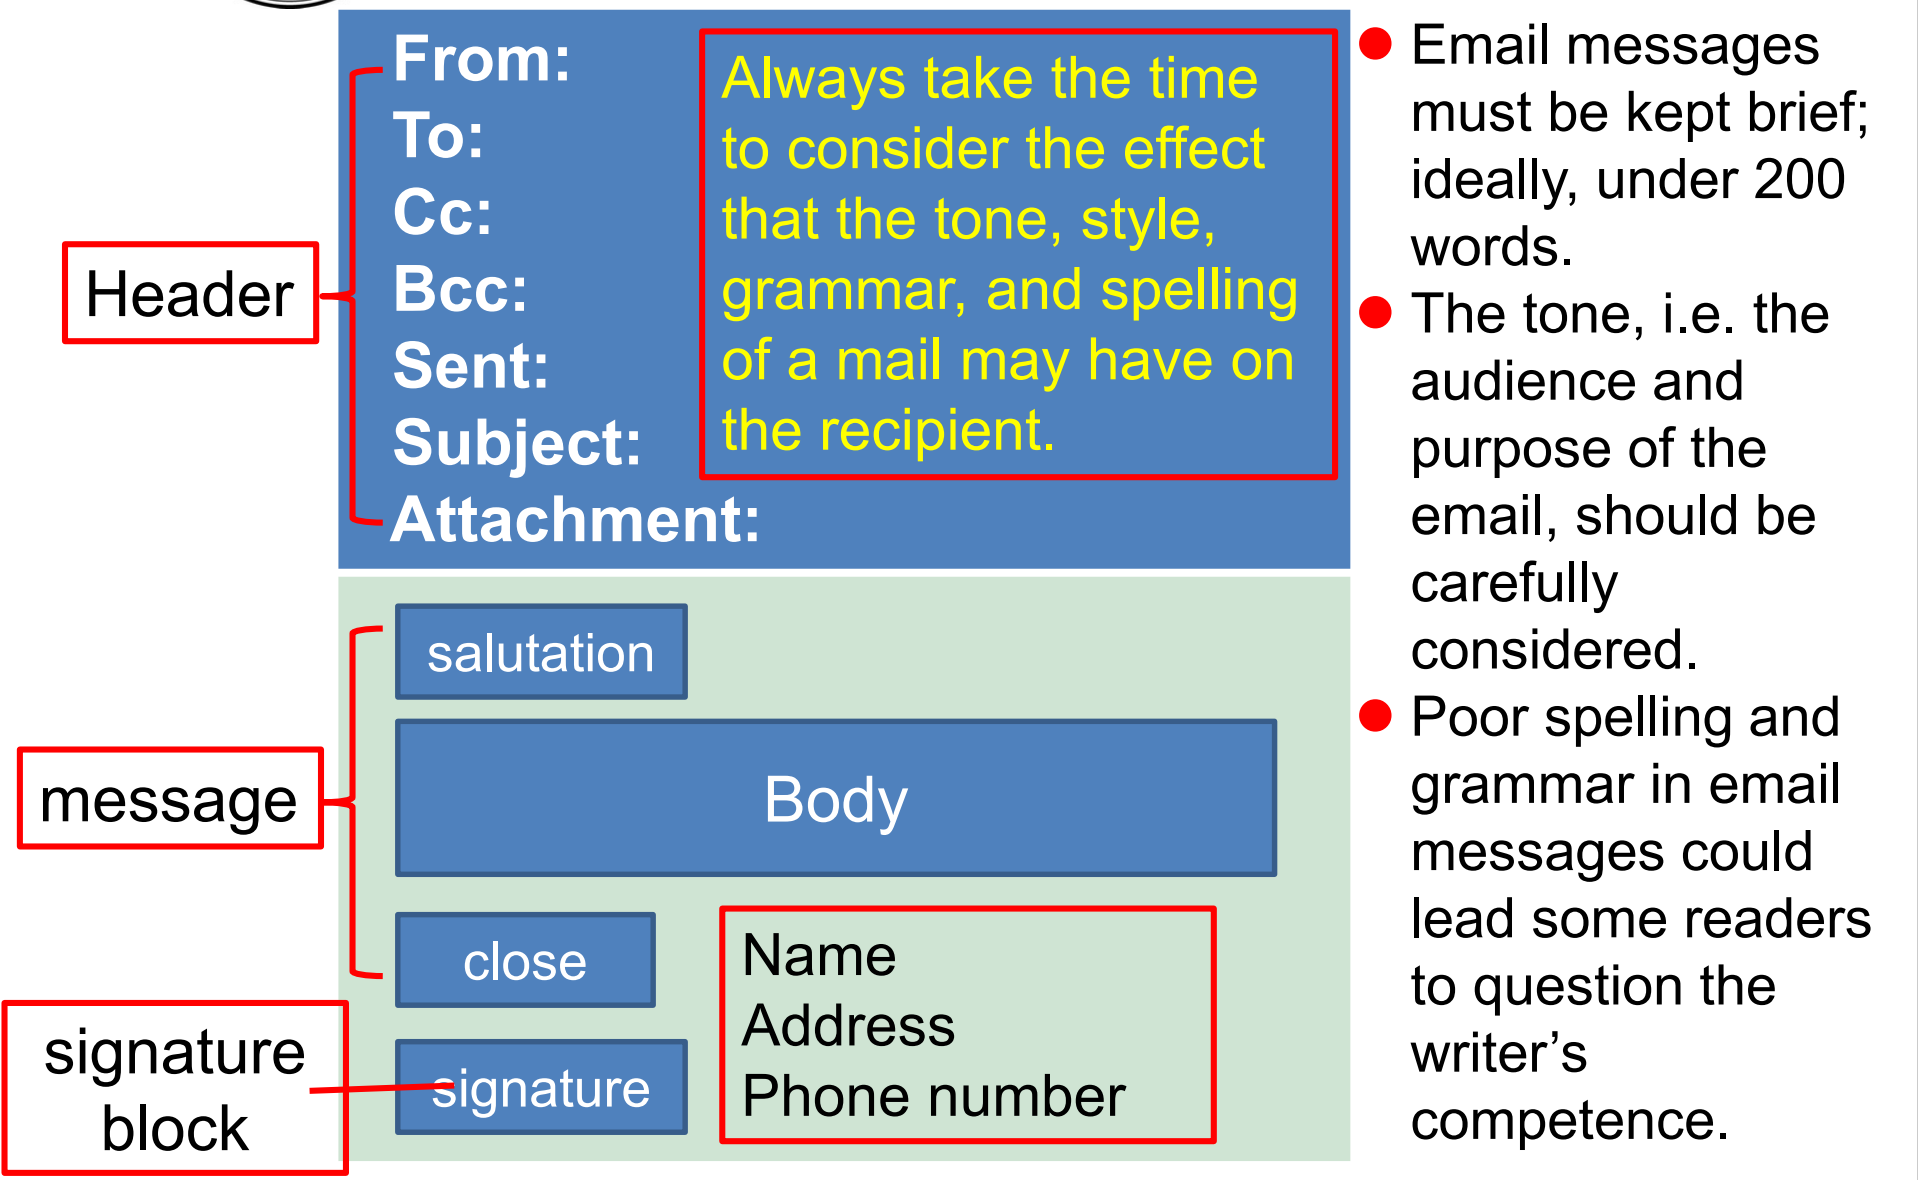 From:
To:
Cc:
Bcc:
Sent:
Subject:
Attachment:
Always take the time
to consider the effect
that the tone, style,
grammar, and spelling
of a mail may have on
the recipient.
Header
salutation
Body
message
close
signature
signature
block
Name
Address
Phone number
Email messages
must be kept brief;
ideally, under 200
words.
The tone, i.e. the
audience and
purpose of the
email, should be
carefully
considered.
Poor spelling and
grammar in email
messages could
lead some readers
to question the
writer’s
competence.